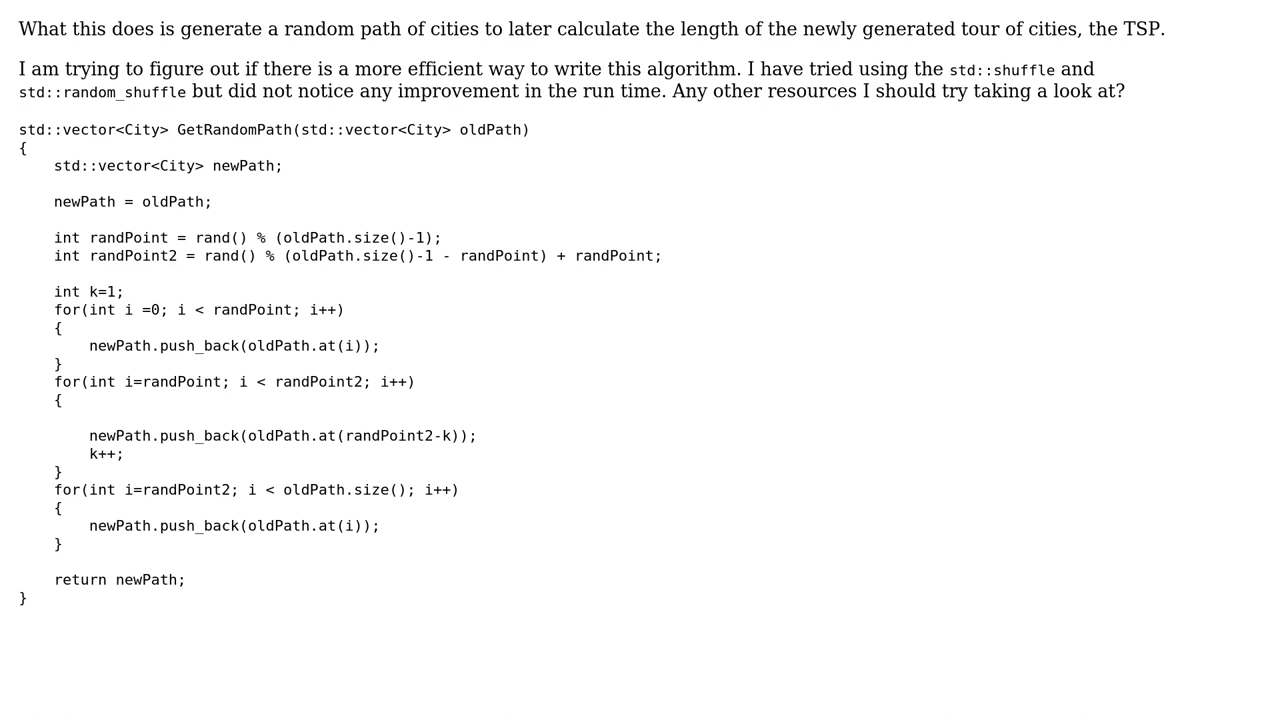 What this does is generate a random path of cities to later calculate the length of the newly generated tour of cities, the TSP.
I am trying to figure out if there is a more efficient way to write this algorithm. I have tried using the std::shuffle and
std::random_shuffle but did not notice any improvement in the run time. Any other resources I should try taking a look at?
std::vector<City> GetRandomPath(std::vector<City> oldPath)
{
    std::vector<City> newPath;
    newPath = oldPath;
    int randPoint = rand() % (oldPath.size()-1);
    int randPoint2 = rand() % (oldPath.size()-1 - randPoint) + randPoint;
    int k=1;
    for(int i =0; i < randPoint; i++)
    {
        newPath.push_back(oldPath.at(i));
    }
    for(int i=randPoint; i < randPoint2; i++)
    {
        newPath.push_back(oldPath.at(randPoint2-k));
        k++;
    }
    for(int i=randPoint2; i < oldPath.size(); i++)
    {
        newPath.push_back(oldPath.at(i));
    }
    return newPath;
}